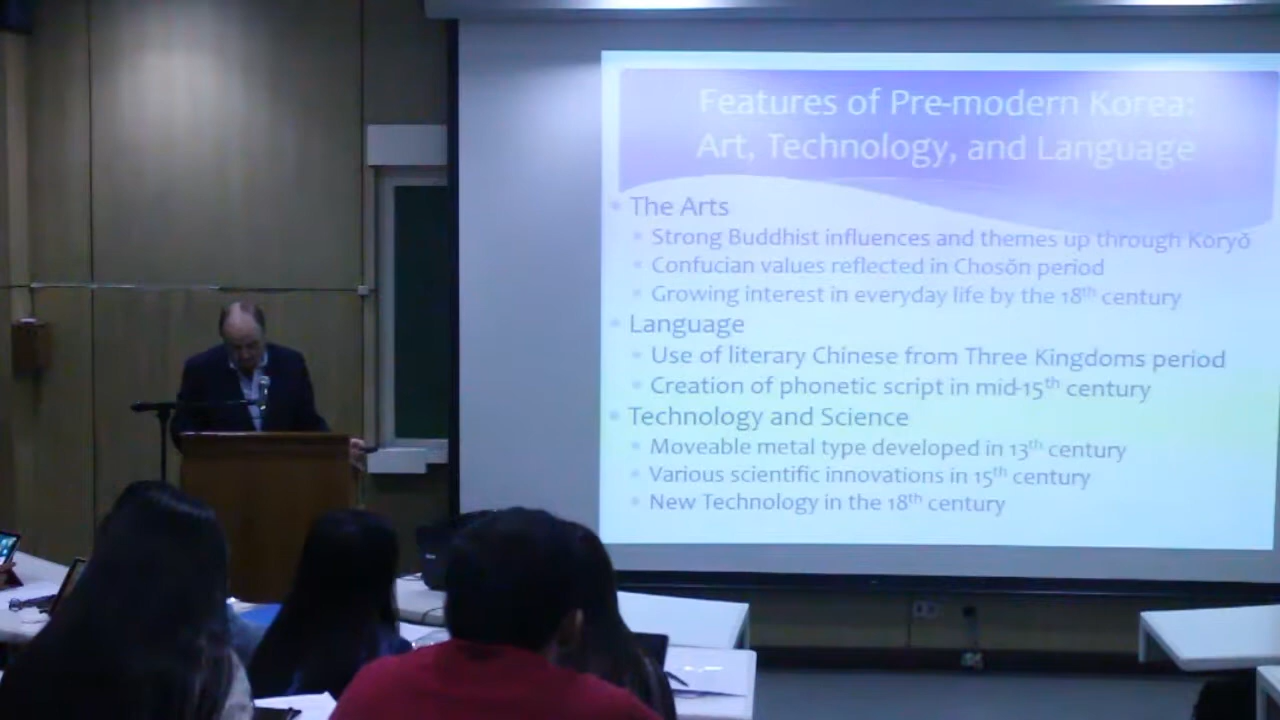 Features of Pre-modern Korea:
Art, Technology, and Language
The Arts
Strong Buddhist influences and themes up through Koryŏ
Confucian values reflected in Chosŏn period
Growing interest in everyday life by the 18th century
Language
Use of literary Chinese from Three Kingdoms period
Creation of phonetic script in mid-15th century
Technology and Science
Moveable metal type developed in 13th century
Various scientific innovations in 15th century
New Technology in the 18th century